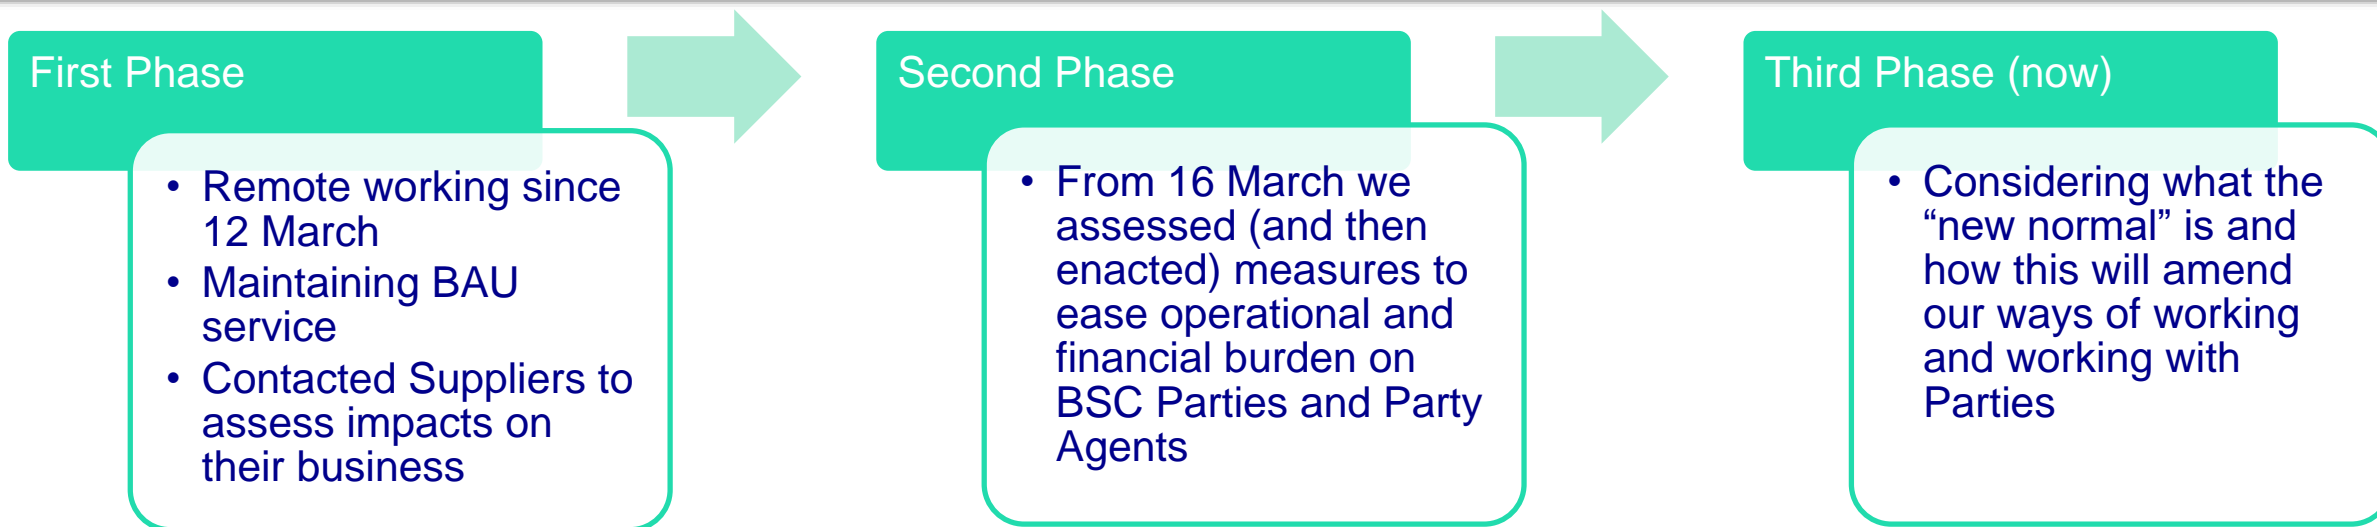 First Phase
• Remote working since
12 March
• Maintaining BAU
service
• Contacted Suppliers to
assess impacts on
their business
Second Phase
• From 16 March we
assessed (and then
enacted) measures to
ease operational and
financial burden on
BSC Parties and Party
Agents
Third Phase (now)
• Considering what the
“new normal” is and
how this will amend
our ways of working
and working with
Parties